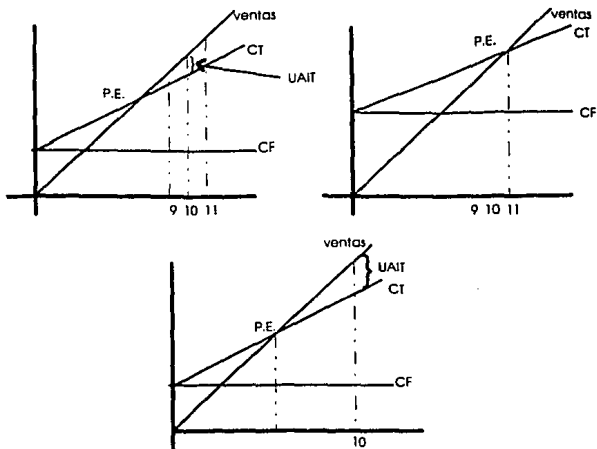 ventas
CT
P.E.
UAIT
CF
9 10 11
ventas
P.E.
CT
CF
9 10 11
ventas
UAIT
CT
P.E.
CF
10